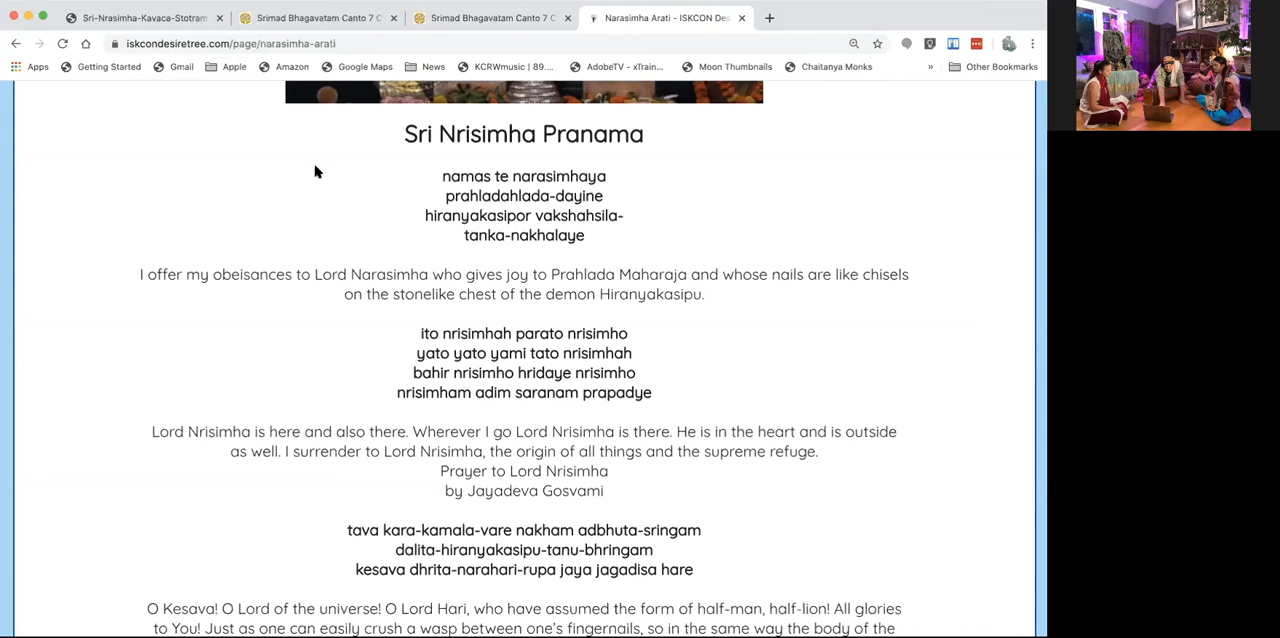 Sri-Nrasimha-Kavaca-Stotram
Srimad Bhagavatam Canto 7 C
Srimad Bhagavatam Canto 7 C
Narasimha Arati - ISKCON Des
iskcondesiretree.com/page/narasimha-arati
Apps Getting Started Gmail Apple Amazon Google Maps News KCRWmusic | 89.... AdobeTV - xTrain... Moon Thumbnails Chaitanya Monks » Other Bookmarks
Sri Nrisimha Pranama
namas te narasimhaya
prahladahlada-dayine
hiranyakasipor vakshahsila-
tanka-nakhalaye
I offer my obeisances to Lord Narasimha who gives joy to Prahlada Maharaja and whose nails are like chisels
on the stonelike chest of the demon Hiranyakasipu.
ito nrisimhah parato nrisimho
yato yato yami tato nrisimhah
bahir nrisimho hridaye nrisimho
nrisimham adim saranam prapadye
Lord Nrisimha is here and also there. Wherever I go Lord Nrisimha is there. He is in the heart and is outside
as well. I surrender to Lord Nrisimha, the origin of all things and the supreme refuge.
Prayer to Lord Nrisimha
by Jayadeva Gosvami
tava kara-kamala-vare nakham adbhuta-sringam
dalita-hiranyakasipu-tanu-bhringam
kesava dhrita-narahari-rupa jaya jagadisa hare
O Kesava! O Lord of the universe! O Lord Hari, who have assumed the form of half-man, half-lion! All glories
to You! Just as one can easily crush a wasp between one's fingernails, so in the same way the body of the